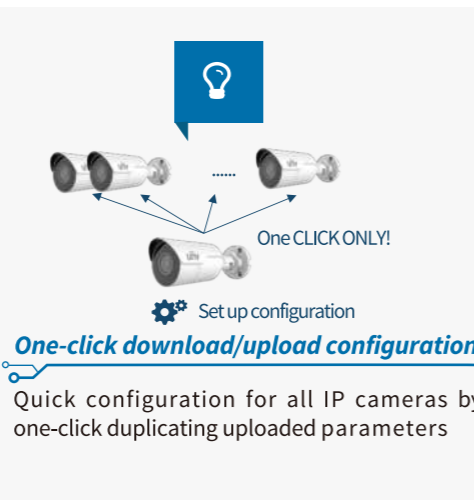 ......
One CLICK ONLY!
Set up configuration
One-click download/upload configuration
Quick configuration for all IP cameras by
one-click duplicating uploaded parameters